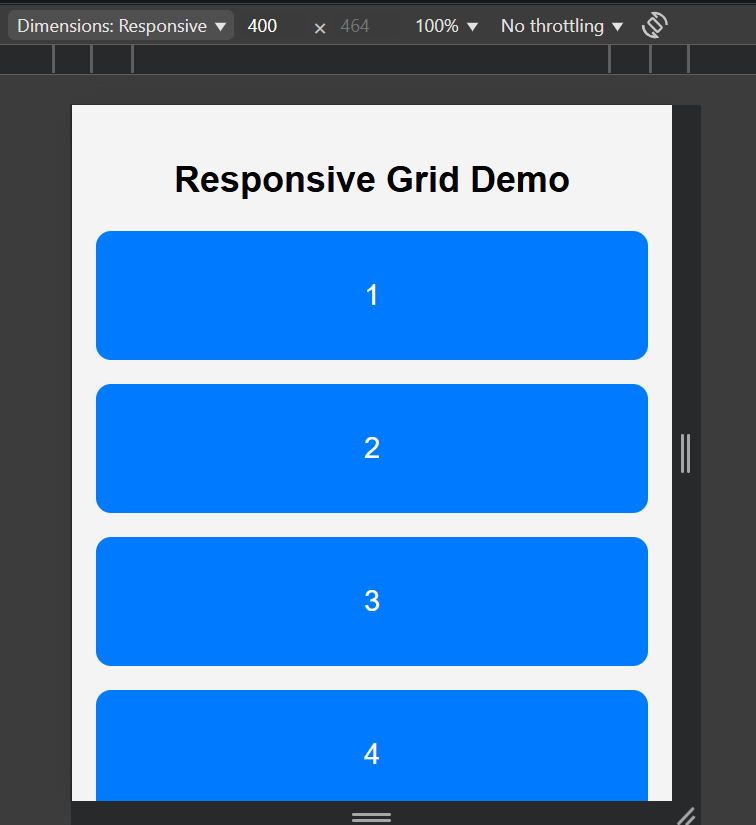 Dimensions: Responsive ▼ 400 × 464 100% ▼ No throttling ▼
Responsive Grid Demo
1
2
3
4